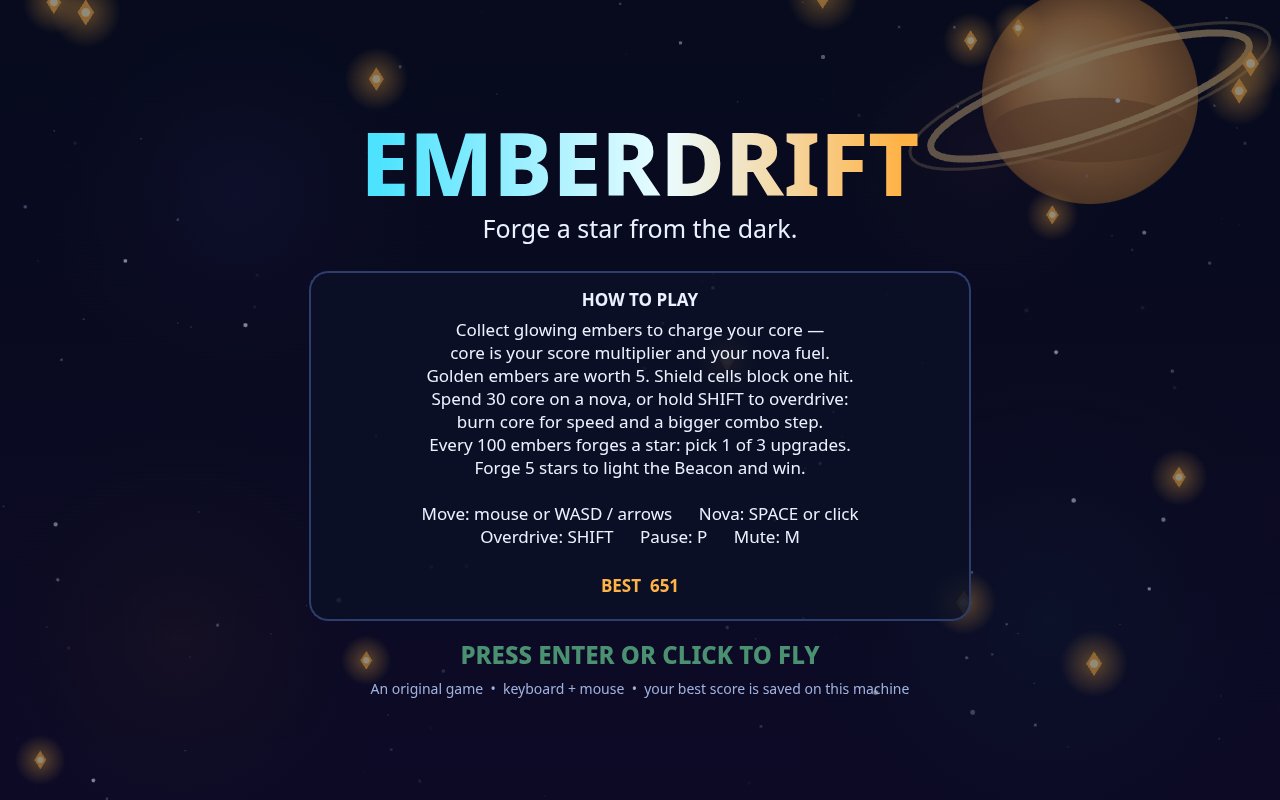 EMBERDRIFT
Forge a star from the dark.
HOW TO PLAY
Collect glowing embers to charge your core —
core is your score multiplier and your nova fuel.
Golden embers are worth 5. Shield cells block one hit.
Spend 30 core on a nova, or hold SHIFT to overdrive:
burn core for speed and a bigger combo step.
Every 100 embers forges a star: pick 1 of 3 upgrades.
Forge 5 stars to light the Beacon and win.
Move: mouse or WASD / arrows Nova: SPACE or click
Overdrive: SHIFT Pause: P Mute: M
BEST 651
PRESS ENTER OR CLICK TO FLY
An original game • keyboard + mouse • your best score is saved on this machine